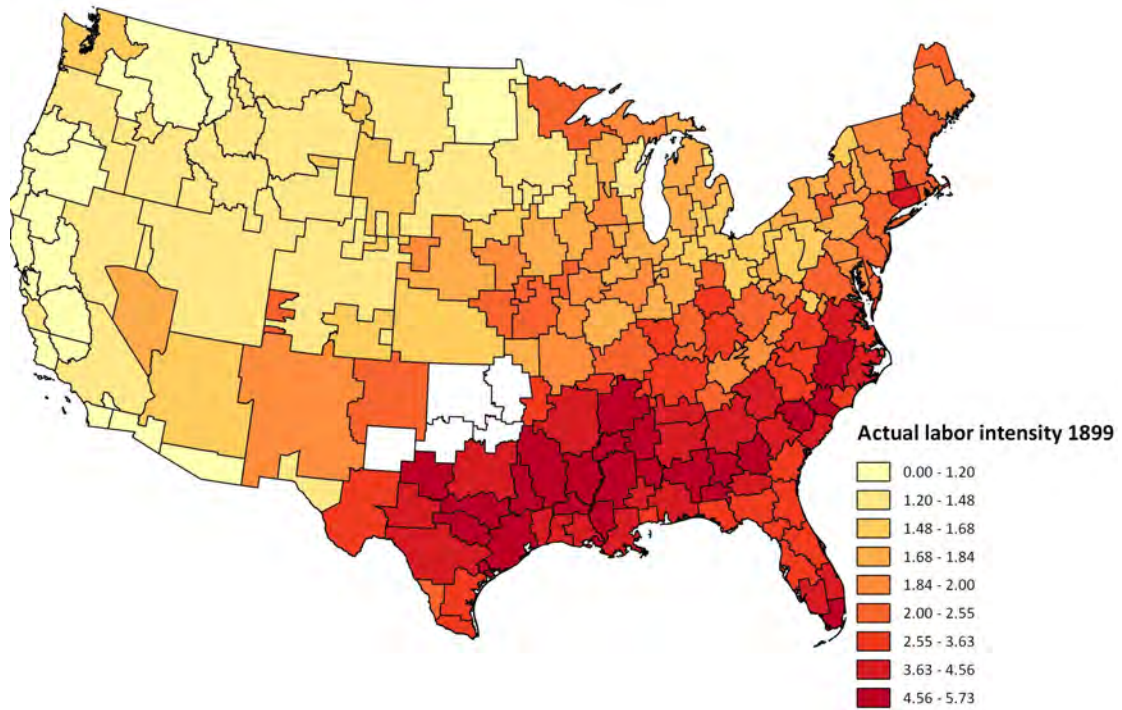 Actual labor intensity 1899
0.00 - 1.20
1.20 - 1.48
1.48 - 1.68
1.68 - 1.84
1.84 - 2.00
2.00 - 2.55
2.55 - 3.63
3.63 - 4.56
4.56 - 5.73